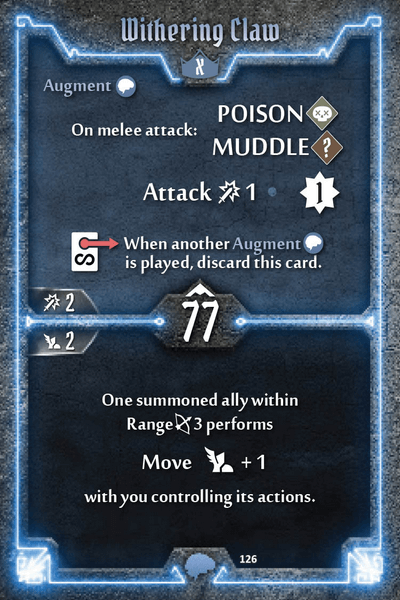 Withering Claw
X
Augment
On melee attack:
POISON
MUDDLE ?
Attack 1
1
When another Augment
is played, discard this card.
2
77
2
One summoned ally within
Range 3 performs
Move + 1
with you controlling its actions.
126